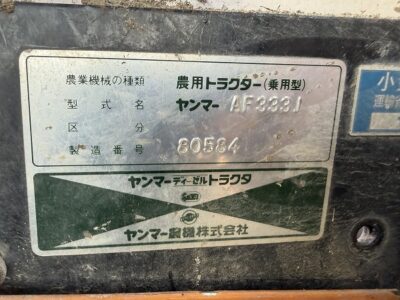 農業機械の種類 農用トラクター(乗用型)
型式名 ヤンマー AF333J
区分
製造番号 80584
ヤンマーディーゼルトラクタ
ヤンマー農機株式会社